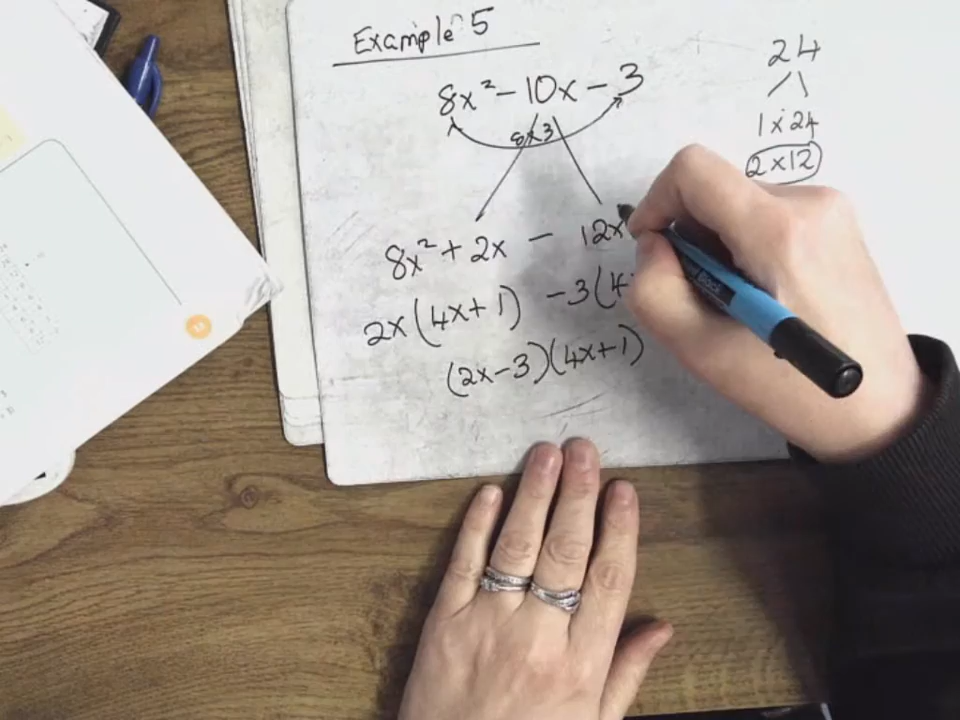 Example 5
8x² - 10x - 3
8x3
8x² + 2x - 12x
2x(4x+1) -3(4
(2x-3)(4x+1)
24
1x24
2x12